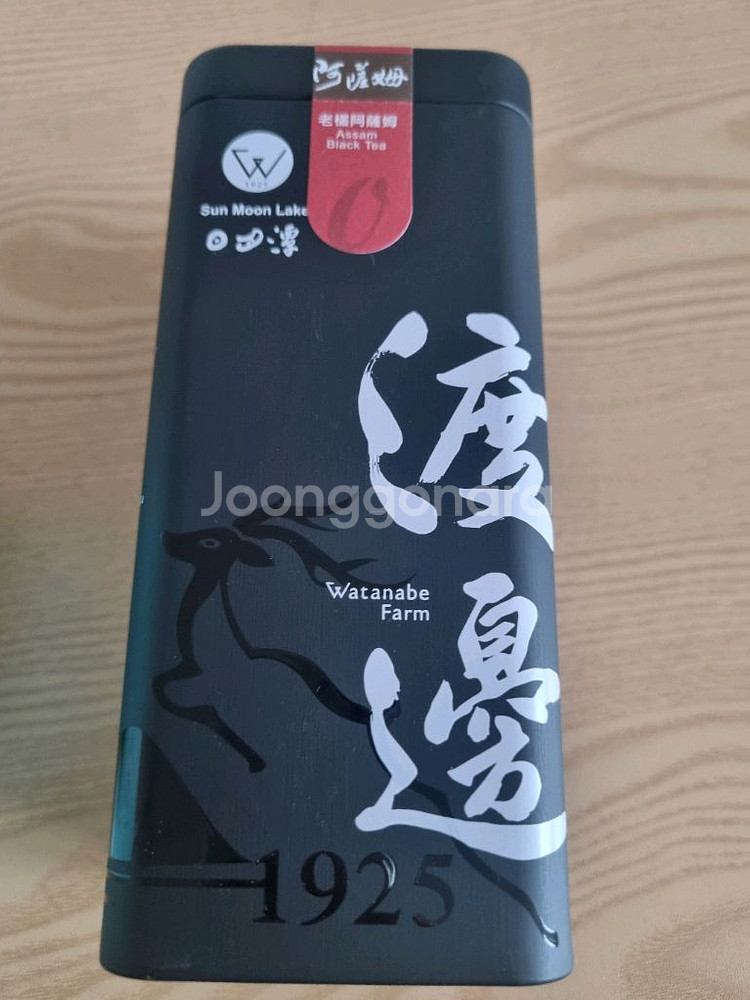 阿薩姆
老欉阿薩姆
Assam
Black Tea
1925
Sun Moon Lake
日月潭
渡邊
Joonggonara
Watanabe
Farm
1925